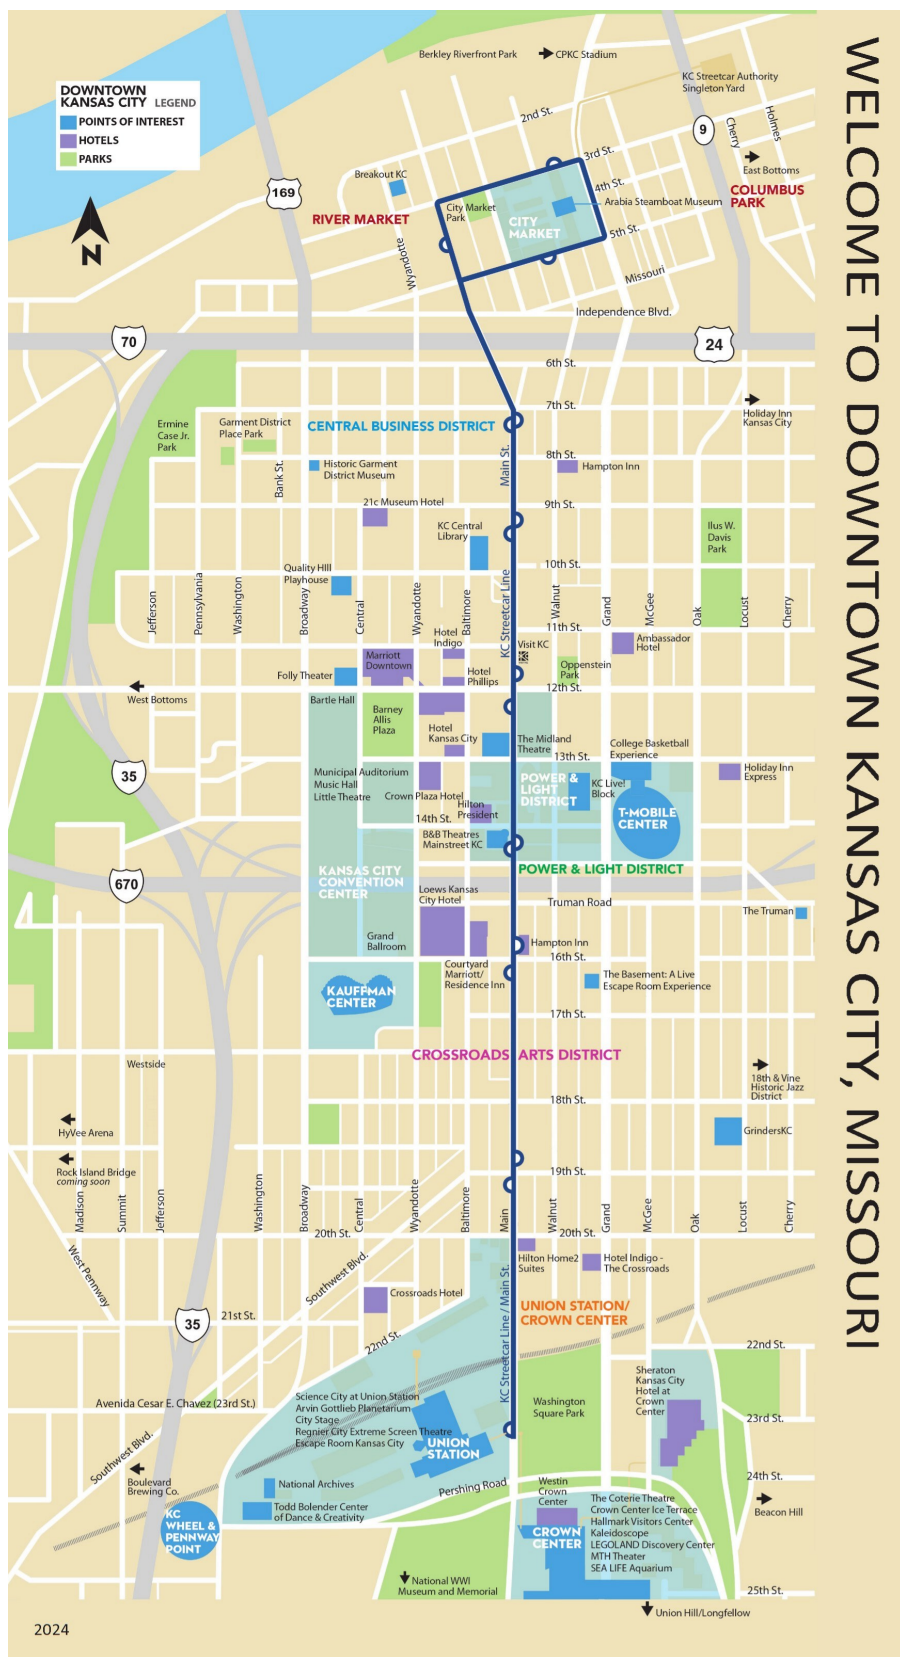 WELCOME TO DOWNTOWN KANSAS CITY, MISSOURI
DOWNTOWN
KANSAS CITY LEGEND
POINTS OF INTEREST
HOTELS
PARKS
N
Berkley Riverfront Park
CPKC Stadium
KC Streetcar Authority
Singleton Yard
2nd St.
Holmes
Cherry
9
3rd St.
East Bottoms
169
Breakout KC
4th St.
COLUMBUS
PARK
RIVER MARKET
City Market
Park
Arabia Steamboat Museum
CITY
MARKET
5th St.
Wyandotte
Missouri
Independence Blvd.
70
24
6th St.
7th St.
Holiday Inn
Kansas City
Ermine
Case Jr.
Park
Garment District
Place Park
CENTRAL BUSINESS DISTRICT
Main St.
8th St.
Bank St.
Historic Garment
District Museum
Hampton Inn
21c Museum Hotel
9th St.
KC Central
Library
Ilus W.
Davis
Park
10th St.
Quality HIll
Playhouse
Jefferson
Pennsylvania
Washington
Broadway
Central
Wyandotte
Baltimore
KC Streetcar Line
Walnut
Grand
McGee
Oak
Locust
Cherry
11th St.
Hotel
Indigo
Visit KC
Ambassador
Hotel
Marriott
Downtown
Folly Theater
Hotel
Phillips
Oppenstein
Park
12th St.
West Bottoms
Bartle Hall
Barney
Allis
Plaza
Hotel
Kansas City
The Midland
Theatre
13th St.
College Basketball
Experience
35
Municipal Auditorium
Music Hall
Little Theatre
Crown Plaza Hotel
POWER &
LIGHT
DISTRICT
KC Live!
Block
Holiday Inn
Express
Hilton
President
14th St.
T-MOBILE
CENTER
B&B Theatres
Mainstreet KC
POWER & LIGHT DISTRICT
670
KANSAS CITY
CONVENTION
CENTER
Loews Kansas
City Hotel
Truman Road
The Truman
Grand
Ballroom
Hampton Inn
16th St.
Courtyard
Marriott/
Residence Inn
The Basement: A Live
Escape Room Experience
KAUFFMAN
CENTER
17th St.
CROSSROADS ARTS DISTRICT
Westside
18th & Vine
Historic Jazz
District
18th St.
HyVee Arena
GrindersKC
Rock Island Bridge
coming soon
19th St.
Madison
Summit
Jefferson
Washington
Broadway
Central
Wyandotte
Baltimore
Main
Walnut
Grand
McGee
Oak
Locust
Cherry
20th St.
20th St.
West Pennway
Southwest Blvd.
Hilton Home2
Suites
Hotel Indigo -
The Crossroads
KC Streetcar Line / Main St.
Crossroads Hotel
35
21st St.
UNION STATION/
CROWN CENTER
22nd St.
22nd St.
Sheraton
Kansas City
Hotel at
Crown
Center
Avenida Cesar E. Chavez (23rd St.)
Science City at Union Station
Arvin Gottlieb Planetarium
City Stage
Regnier City Extreme Screen Theatre
Escape Room Kansas City
UNION
STATION
Washington
Square Park
23rd St.
Southwest Blvd.
Boulevard
Brewing Co.
National Archives
Pershing Road
24th St.
Todd Bolender Center
of Dance & Creativity
Westin
Crown
Center
Beacon Hill
KC
WHEEL &
PENNWAY
POINT
CROWN
CENTER
The Coterie Theatre
Crown Center Ice Terrace
Hallmark Visitors Center
Kaleidoscope
LEGOLAND Discovery Center
MTH Theater
SEA LIFE Aquarium
National WWI
Museum and Memorial
25th St.
Union Hill/Longfellow
2024